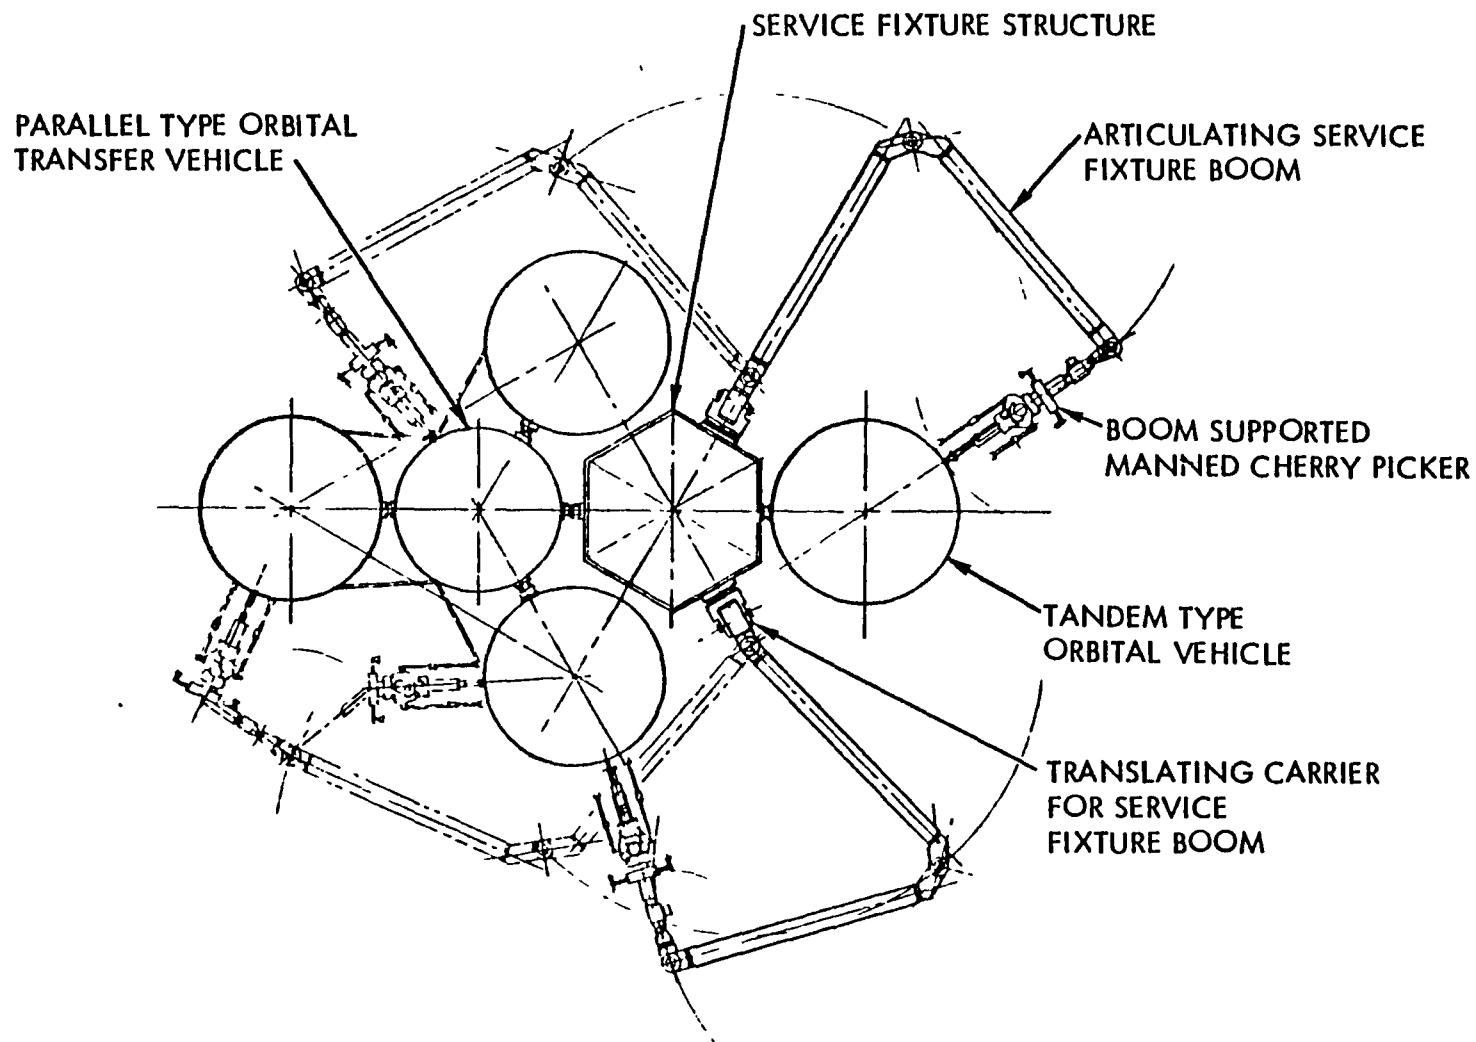 SERVICE FIXTURE STRUCTURE
PARALLEL TYPE ORBITAL
TRANSFER VEHICLE
ARTICULATING SERVICE
FIXTURE BOOM
BOOM SUPPORTED
MANNED CHERRY PICKER
TANDEM TYPE
ORBITAL VEHICLE
TRANSLATING CARRIER
FOR SERVICE
FIXTURE BOOM